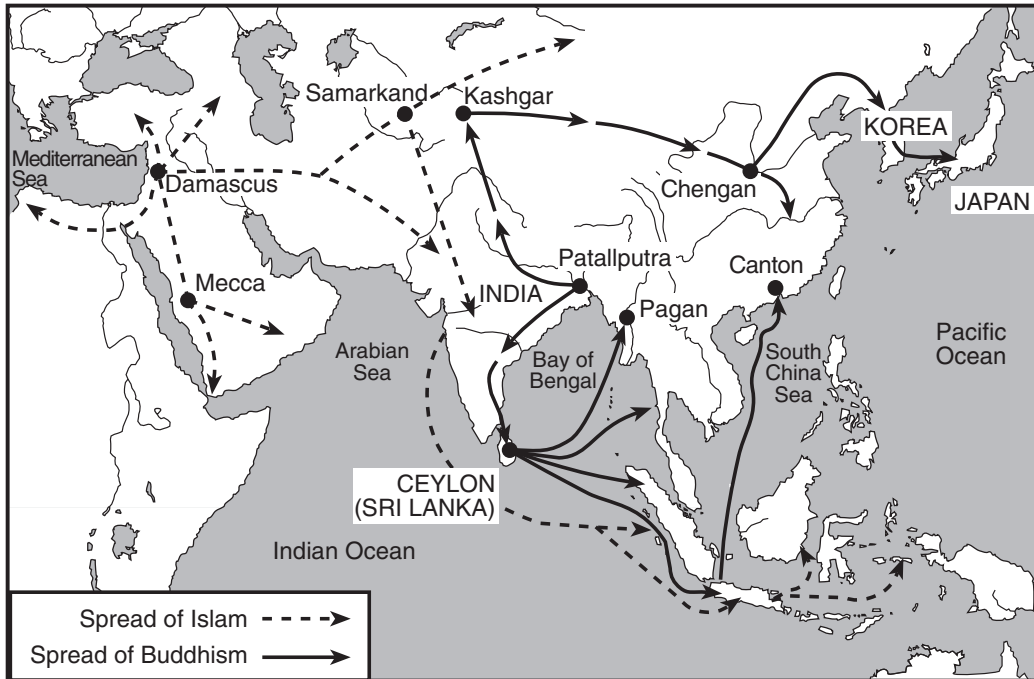 Samarkand
Kashgar
KOREA
Mediterranean
Sea
Damascus
Chengan
JAPAN
Patallputra
Canton
Mecca
INDIA
Pagan
Arabian
Sea
Bay of
Bengal
South
China
Sea
Pacific
Ocean
CEYLON
(SRI LANKA)
Indian Ocean
Spread of Islam
Spread of Buddhism